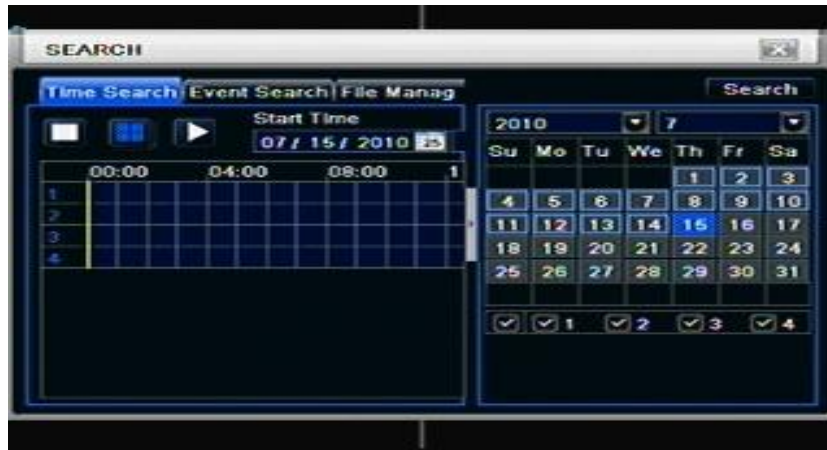 SEARCH
Time Search Event Search File Manag
Search
Start Time
07 / 15 / 2010
00:00 04:00 08:00 1
1
2
3
4
2010 7
Su Mo Tu We Th Fr Sa
1 2 3
4 5 6 7 8 9 10
11 12 13 14 15 16 17
18 19 20 21 22 23 24
25 26 27 28 29 30 31
1 2 3 4